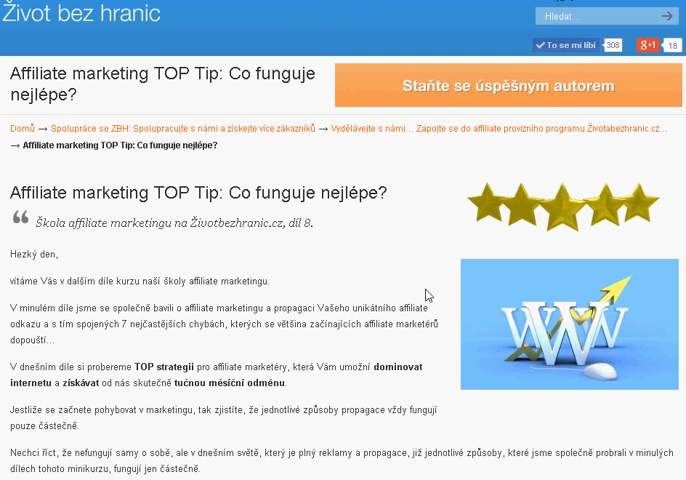 Život bez hranic
Hledat...
To se mi líbí 308
g+1 18
Affiliate marketing TOP Tip: Co funguje
nejlépe?
Staňte se úspěšným autorem
Domů → Spolupráce se ZBH: Spolupracujte s námi a získejte více zákazníků → Vyděláváejte s námi... Zapojte se do affiliate provizního programu Životabezhranic.cz...
→ Affiliate marketing TOP Tip: Co funguje nejlépe?
Affiliate marketing TOP Tip: Co funguje nejlépe?
Škola affiliate marketingu na Životbezhranic.cz, díl 8.
Hezký den,
vítáme Vás v dalším díle kurzu naší školy affiliate marketingu.
V minulém díle jsme se společně bavili o affiliate marketingu a propagaci Vašeho unikátního affiliate
odkazu a s tím spojených 7 nejčastějších chybách, kterých se většina začínajících affiliate marketérů
dopouští...
V dnešním díle si probereme TOP strategii pro affiliate marketéry, která Vám umožní dominovat
internetu a získávat od nás skutečně tučnou měsíční odměnu.
Jestliže se začnete pohybovat v marketingu, tak zjistíte, že jednotlivé způsoby propagace vždy fungují
pouze částečně.
Nechci říct, že nefungují samy o sobě, ale v dnešním světě, který je plný reklamy a propagace, již jednotlivé způsoby, které jsme společně probrali v minulých
dílech tohoto minikurzu, fungují jen částečně.
WWW